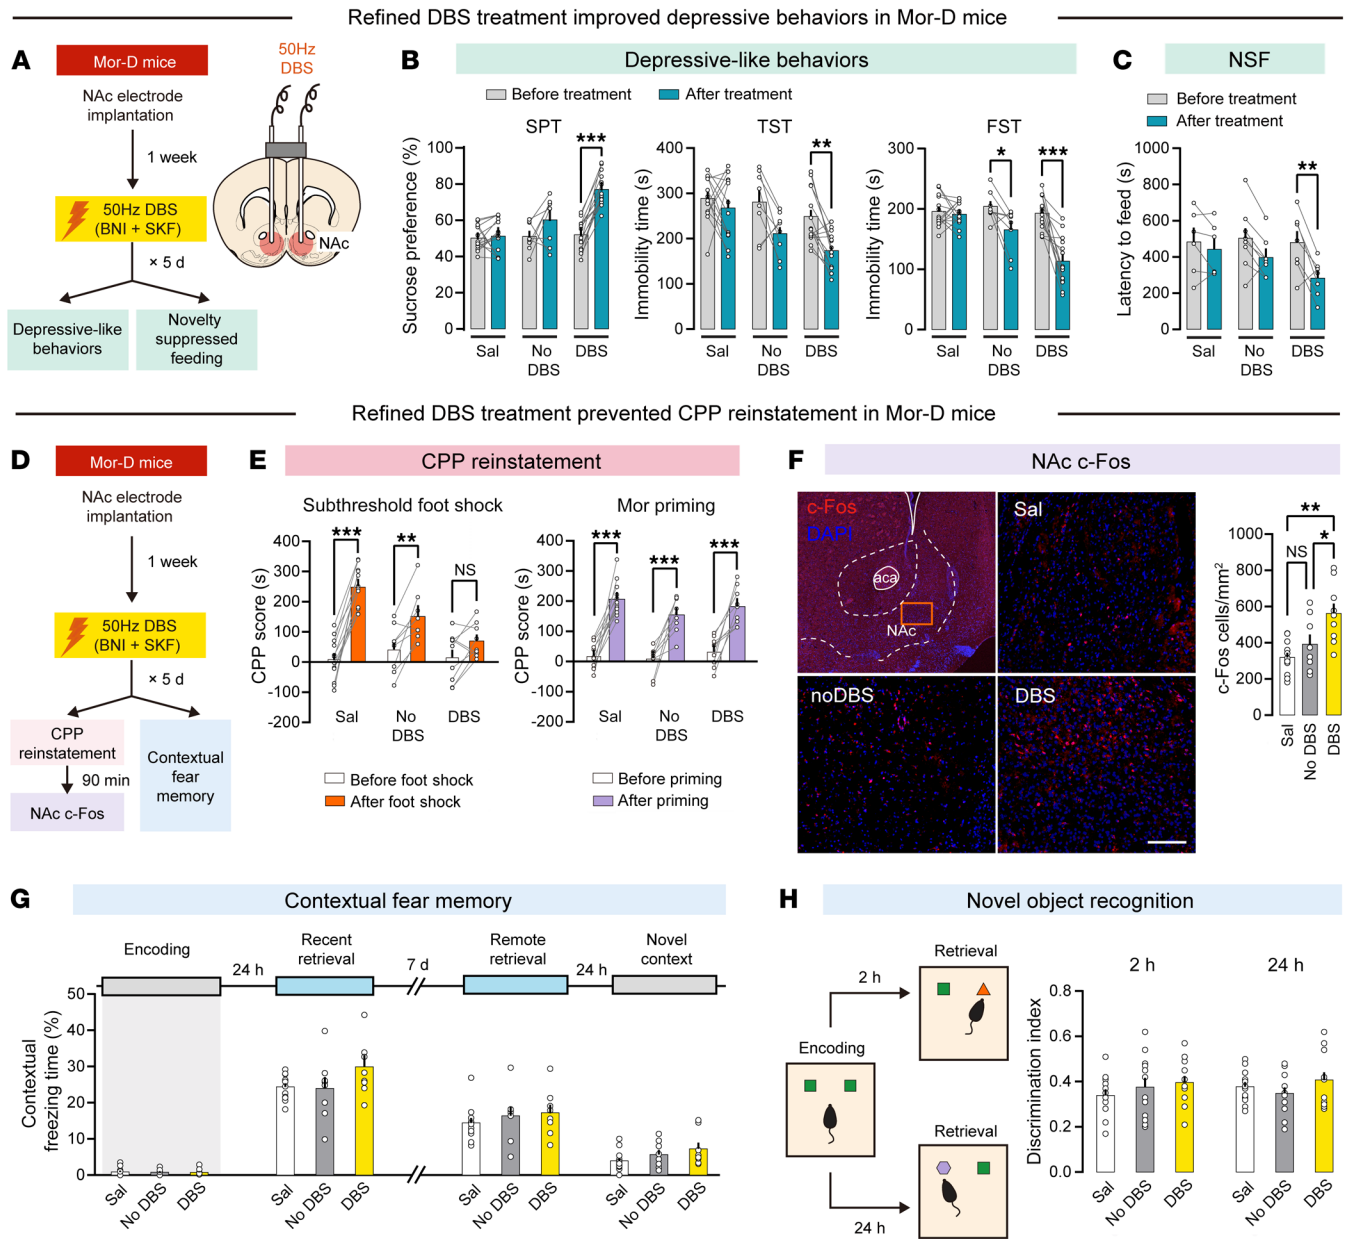 Refined DBS treatment improved depressive behaviors in Mor-D mice
A
Mor-D mice
NAc electrode
implantation
1 week
50Hz DBS
(BNI + SKF)
× 5 d
Depressive-like
behaviors
Novelty
suppressed
feeding
50Hz
DBS
NAc
B
Depressive-like behaviors
Before treatment
After treatment
SPT
Sucrose preference (%)
100
80
60
40
20
0
***
Sal
No
DBS
DBS
TST
Immobility time (s)
400
300
200
100
0
**
Sal
No
DBS
DBS
FST
Immobility time (s)
300
200
100
0
*
***
Sal
No
DBS
DBS
C
NSF
Before treatment
After treatment
Latency to feed (s)
1000
800
600
400
200
0
**
Sal
No
DBS
DBS
Refined DBS treatment prevented CPP reinstatement in Mor-D mice
D
Mor-D mice
NAc electrode
implantation
1 week
50Hz DBS
(BNI + SKF)
× 5 d
CPP
reinstatement
90 min
NAc c-Fos
Contextual
fear
memory
E
CPP reinstatement
Subthreshold foot shock
CPP score (s)
400
300
200
100
0
-100
-200
***
**
NS
Sal
No
DBS
DBS
Before foot shock
After foot shock
Mor priming
CPP score (s)
400
300
200
100
0
-100
-200
***
***
***
Sal
No
DBS
DBS
Before priming
After priming
F
NAc c-Fos
c-Fos
DAPI
aca
NAc
Sal
noDBS
DBS
c-Fos cells/mm²
1000
800
600
400
200
0
**
NS
*
Sal
No DBS
DBS
G
Contextual fear memory
Encoding
24 h
Recent
retrieval
7 d
Remote
retrieval
24 h
Novel
context
Contextual
freezing time (%)
50
40
30
20
10
0
Sal
No DBS
DBS
Sal
No DBS
DBS
Sal
No DBS
DBS
Sal
No DBS
DBS
H
Novel object recognition
Encoding
2 h
Retrieval
24 h
Retrieval
2 h
24 h
Discrimination index
0.8
0.6
0.4
0.2
0.0
Sal
No DBS
DBS
Sal
No DBS
DBS